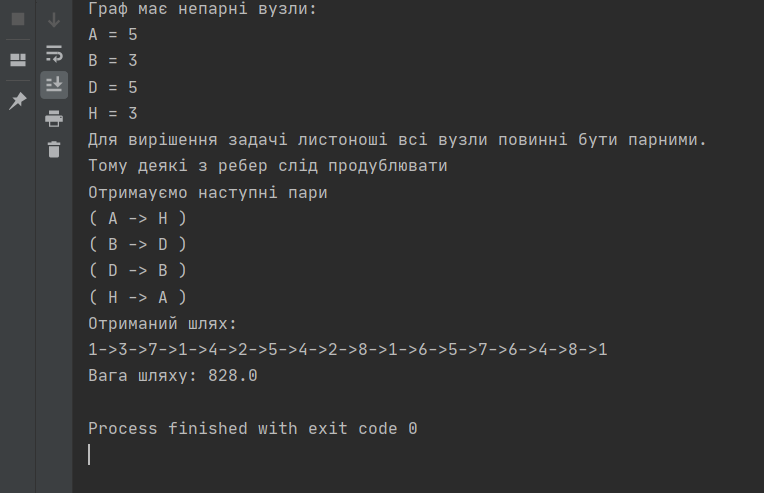 Граф має непарні вузли:
A = 5
B = 3
D = 5
H = 3
Для вирішення задачі листоноші всі вузли повинні бути парними.
Тому деякі з ребер слід продублювати
Отримауємо наступні пари
( A -> H )
( B -> D )
( D -> B )
( H -> A )
Отриманий шлях:
1->3->7->1->4->2->5->4->2->8->1->6->5->7->6->4->8->1
Вага шляху: 828.0
Process finished with exit code 0